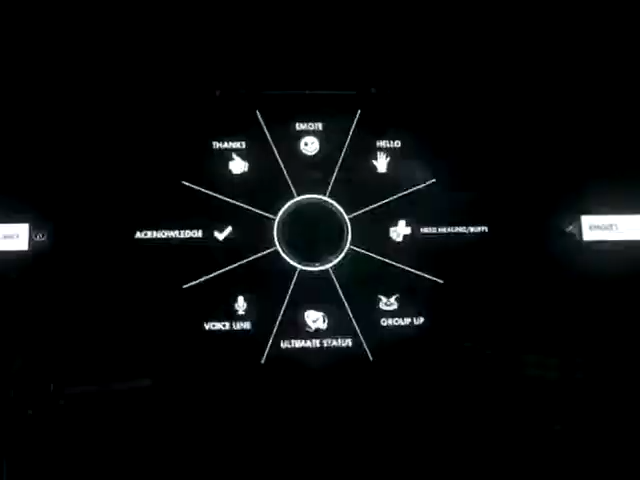 EMOTE
THANKS
HELLO
ACKNOWLEDGE
NEED HEALING/BUFFS
VOICE LINE
GROUP UP
ULTIMATE STATUS